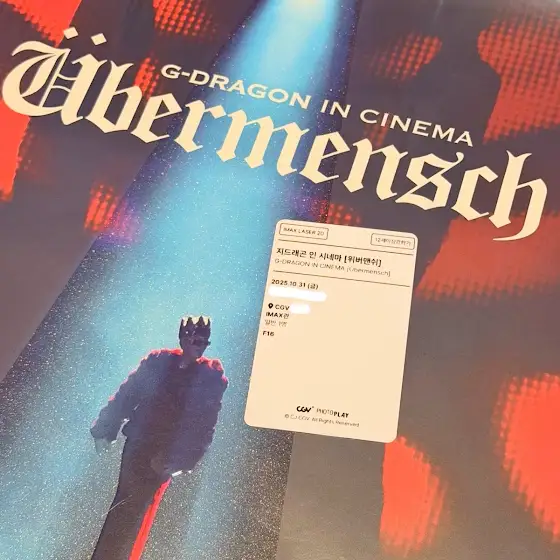 G-DRAGON IN CINEMA
Übermensch
IMAX LASER 2D
12세이상관람가
지드래곤 인 시네마 [위버맨쉬]
G-DRAGON IN CINEMA [Übermensch]
2025.10.31 (금)
CGV
IMAX관
일반 1명
F16
CGV PHOTOPLAY
© CJ CGV. All Rights Reserved